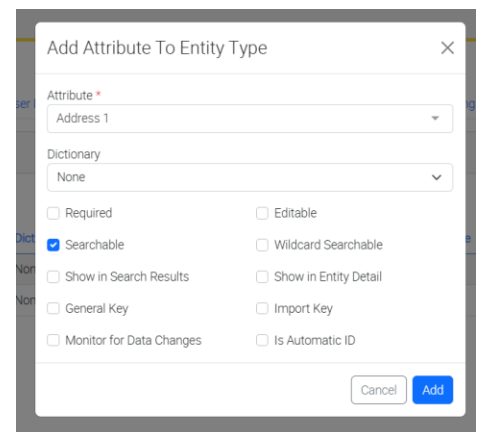 Add Attribute To Entity Type
Attribute *
Address 1
Dictionary
None
Required Editable
Searchable Wildcard Searchable
Show in Search Results Show in Entity Detail
General Key Import Key
Monitor for Data Changes Is Automatic ID
Cancel Add